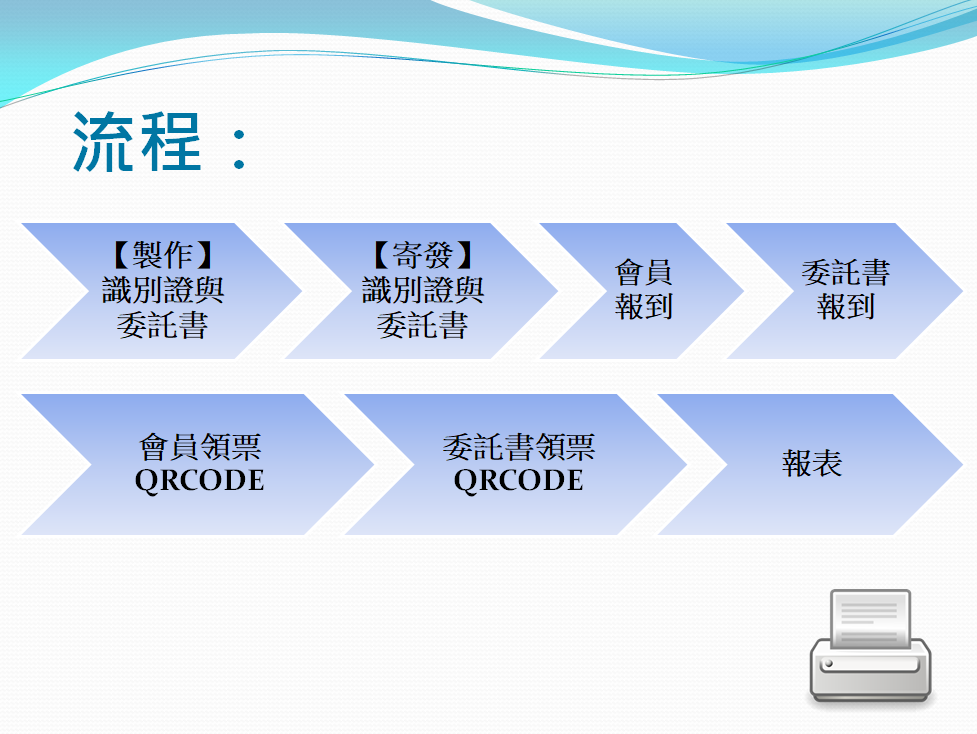 流程：
【製作】
識別證與
委託書
【寄發】
識別證與
委託書
會員
報到
委託書
報到
會員領票
QRCODE
委託書領票
QRCODE
報表